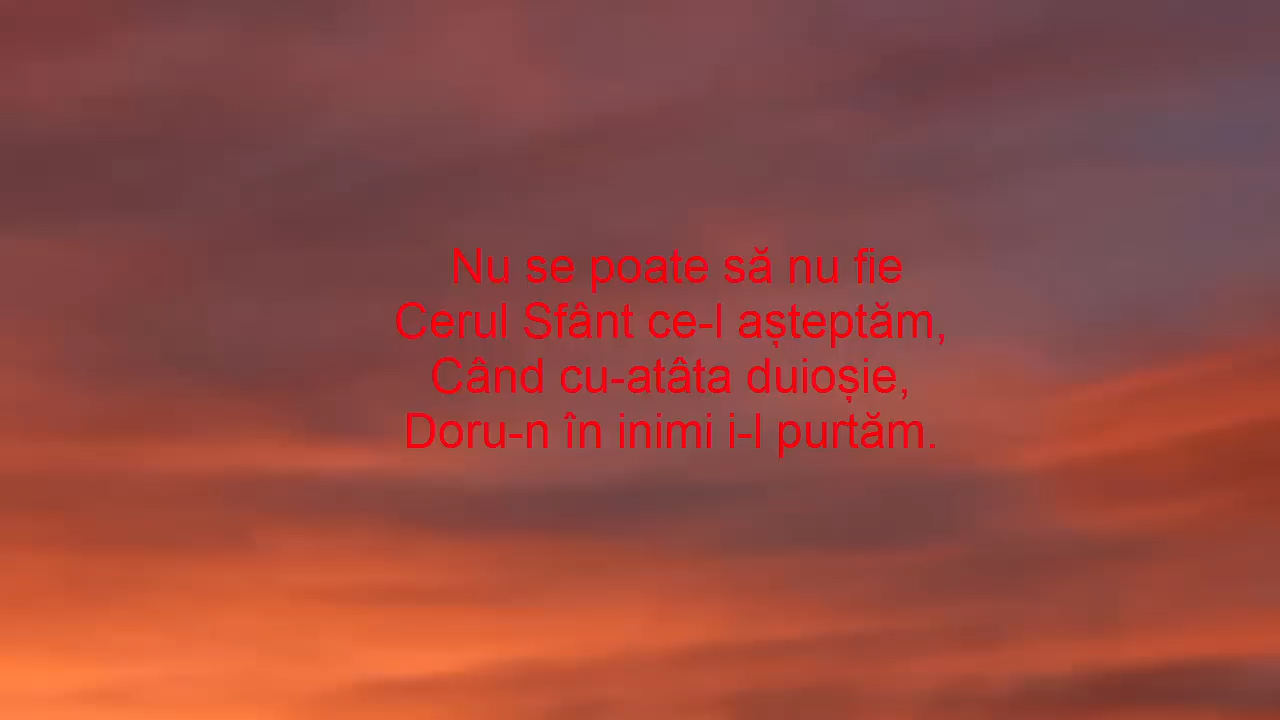 Nu se poate să nu fie
Cerul Sfânt ce-l așteptăm,
Când cu-atâta duioșie,
Doru-n în inimi i-l purtăm.